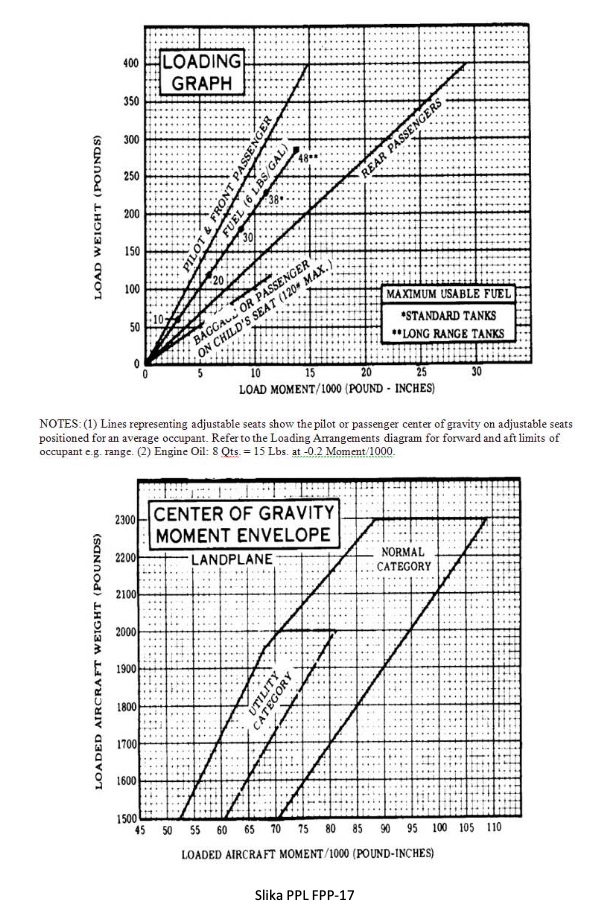 LOADING
GRAPH
LOAD WEIGHT (POUNDS)
400
350
300
250
200
150
100
50
0
PILOT & FRONT PASSENGER
FUEL (6 LBS/GAL)
REAR PASSENGERS
48**
38*
30
20
10
BAGGAGE OR PASSENGER
ON CHILD'S SEAT (120# MAX.)
MAXIMUM USABLE FUEL
*STANDARD TANKS
**LONG RANGE TANKS
0 5 10 15 20 25 30
LOAD MOMENT/1000 (POUND - INCHES)
NOTES: (1) Lines representing adjustable seats show the pilot or passenger center of gravity on adjustable seats
positioned for an average occupant. Refer to the Loading Arrangements diagram for forward and aft limits of
occupant e.g. range. (2) Engine Oil: 8 Qts. = 15 Lbs. at -0.2 Moment/1000.
CENTER OF GRAVITY
MOMENT ENVELOPE
LANDPLANE
NORMAL
CATEGORY
UTILITY
CATEGORY
LOADED AIRCRAFT WEIGHT (POUNDS)
2300
2200
2100
2000
1900
1800
1700
1600
1500
45 50 55 60 65 70 75 80 85 90 95 100 105 110
LOADED AIRCRAFT MOMENT/1000 (POUND-INCHES)
Slika PPL FPP-17